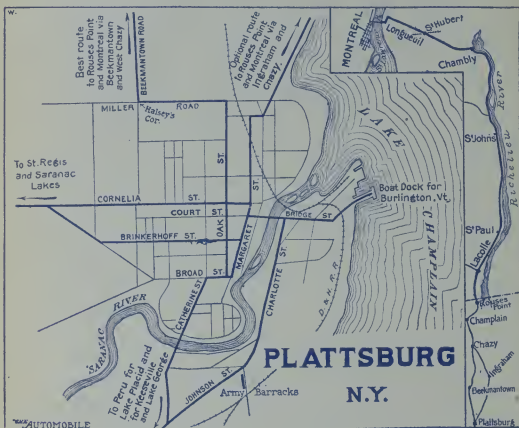 W.
Best route
to Rouses Point
and Montreal via
Beekmantown
and West Chazy
BEEKMANTOWN ROAD
Optional route
to Rouses Point
and Montreal via
Ingraham and
Chazy.
MILLER ROAD
Halsey's
Cor.
To St. Regis
and Saranac
Lakes
CORNELIA ST.
ST.
ST.
COURT ST.
BRIDGE ST
BRINKERHOFF ST.
OAK
MARGARET
BROAD ST.
CATHERINE ST
CHARLOTTE ST.
D & H R.R.
SARANAC RIVER
To Peru for
Lake Placid and
for Keeseville
and Lake George
JOHNSON ST.
Army Barracks
LAKE CHAMPLAIN
Boat Dock for
Burlington, Vt.
PLATTSBURG
N.Y.
MONTREAL
Longueuil
St Hubert
Chambly
Richelieu River
St Johns
St Paul
Lacolle
Rouses
Point
Champlain
Chazy
Ingraham
Beekmantown
Plattsburg
THE AUTOMOBILE